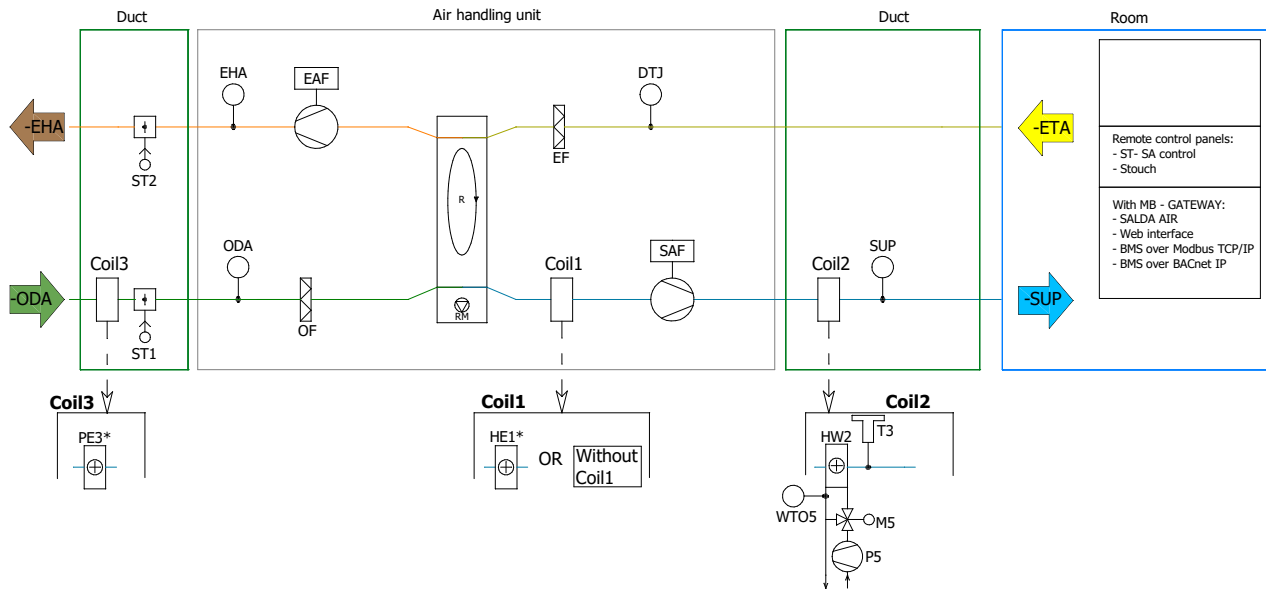 Duct
Air handling unit
Duct
Room
EHA
EAF
DTJ
-EHA
-ETA
ST2
EF
Remote control panels:
- ST- SA control
- Stouch
R
With MB - GATEWAY:
- SALDA AIR
- Web interface
- BMS over Modbus TCP/IP
- BMS over BACnet IP
ODA
SAF
SUP
Coil3
Coil1
Coil2
-ODA
-SUP
RM
OF
ST1
Coil3
Coil1
Coil2
PE3*
HE1*
OR
Without
Coil1
HW2
T3
WTO5
M5
P5